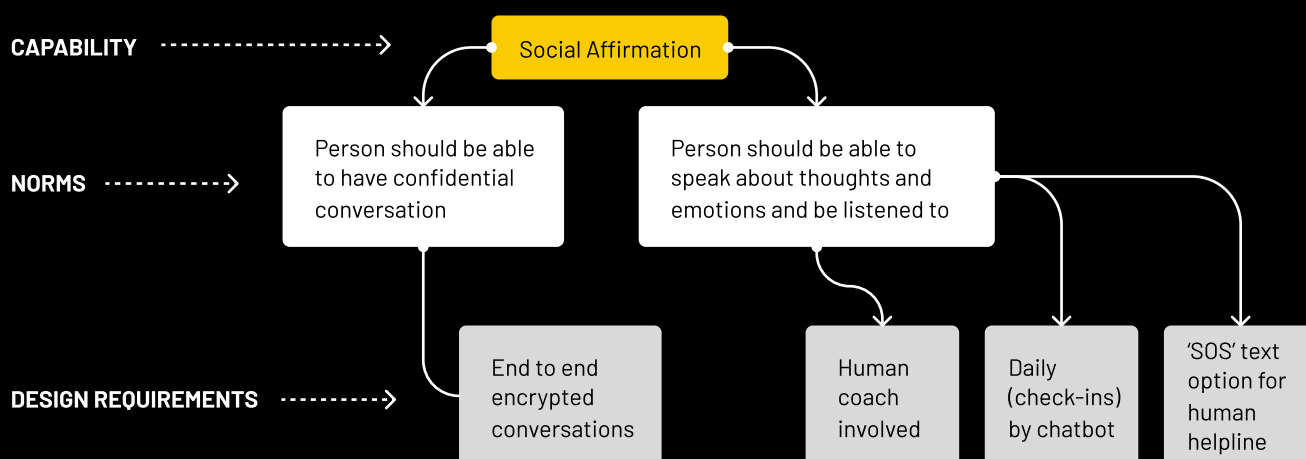 CAPABILITY
Social Affirmation
NORMS
Person should be able
to have confidential
conversation
Person should be able to
speak about thoughts and
emotions and be listened to
DESIGN REQUIREMENTS
End to end
encrypted
conversations
Human
coach
involved
Daily
(check-ins)
by chatbot
‘SOS’ text
option for
human
helpline